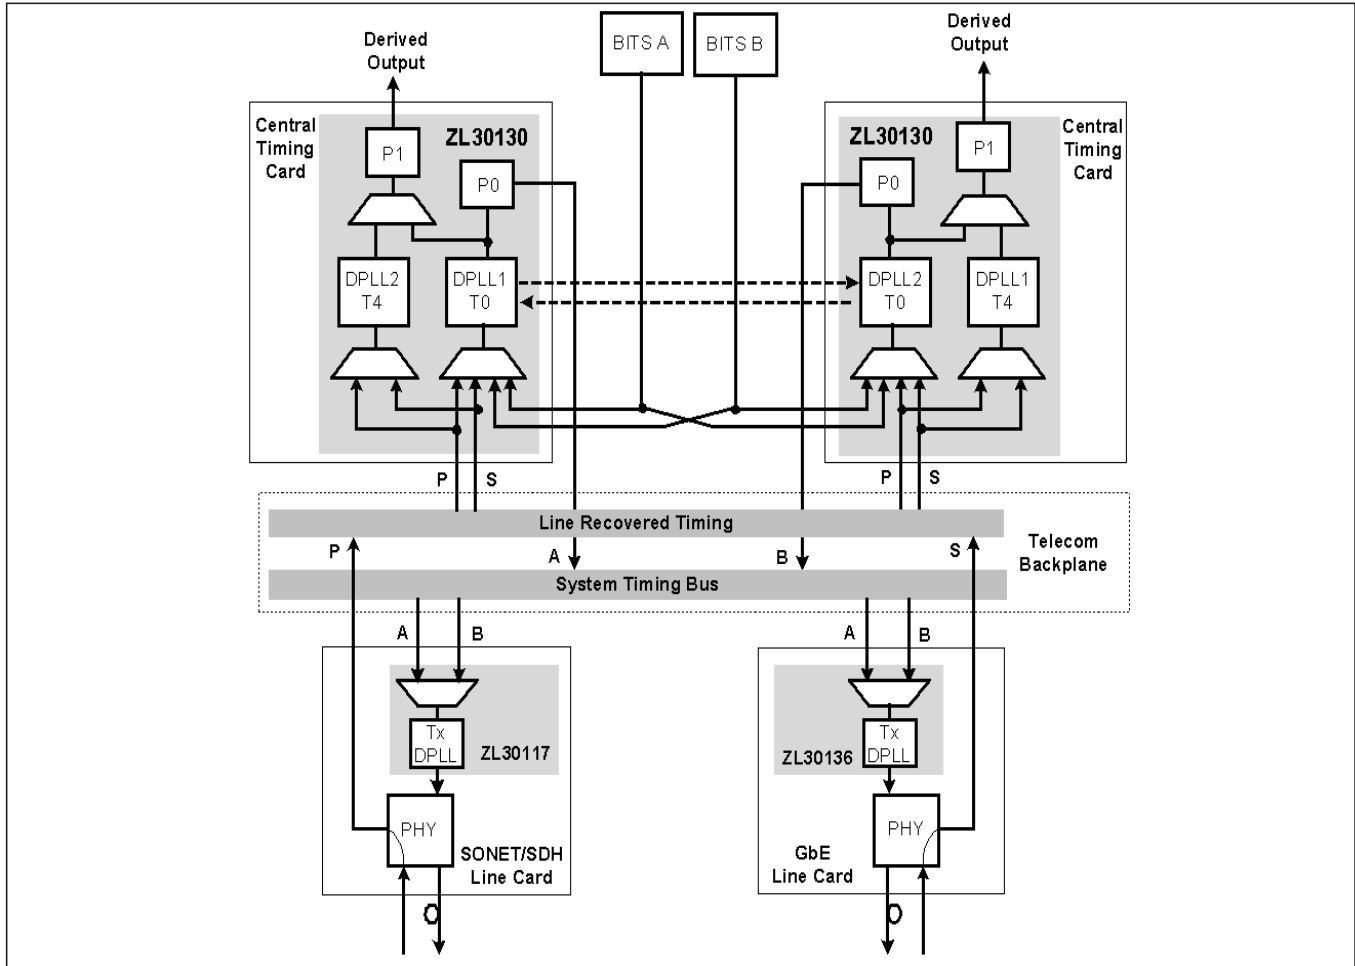 Derived
Output
BITS A
BITS B
Derived
Output
Central
Timing
Card
ZL30130
P1
P0
DPLL2
T4
DPLL1
T0
ZL30130
P1
P0
Central
Timing
Card
DPLL2
T0
DPLL1
T4
P
S
P
S
Line Recovered Timing
P
A
B
S
Telecom
Backplane
System Timing Bus
A
B
A
B
Tx
DPLL
ZL30117
PHY
SONET/SDH
Line Card
Tx
DPLL
ZL30136
PHY
GbE
Line Card